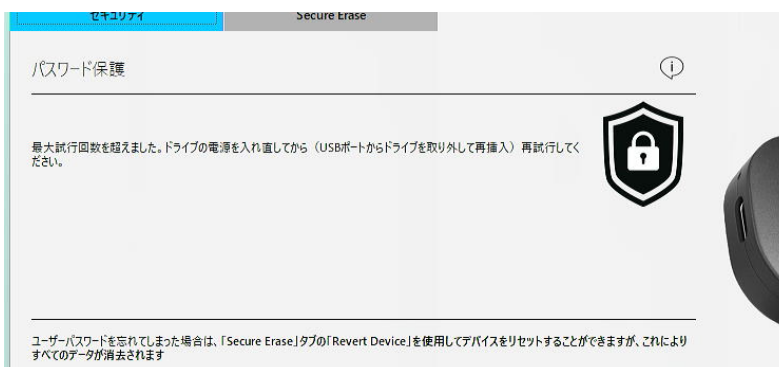 セキュリティ
Secure Erase
パスワード保護
最大試行回数を超えました。ドライブの電源を入れ直してから（USBポートからドライブを取り外して再挿入）再試行してく
ださい。
ユーザーパスワードを忘れてしまった場合は、「Secure Erase」タブの「Revert Device」を使用してデバイスをリセットすることができますが、これにより
すべてのデータが消去されます